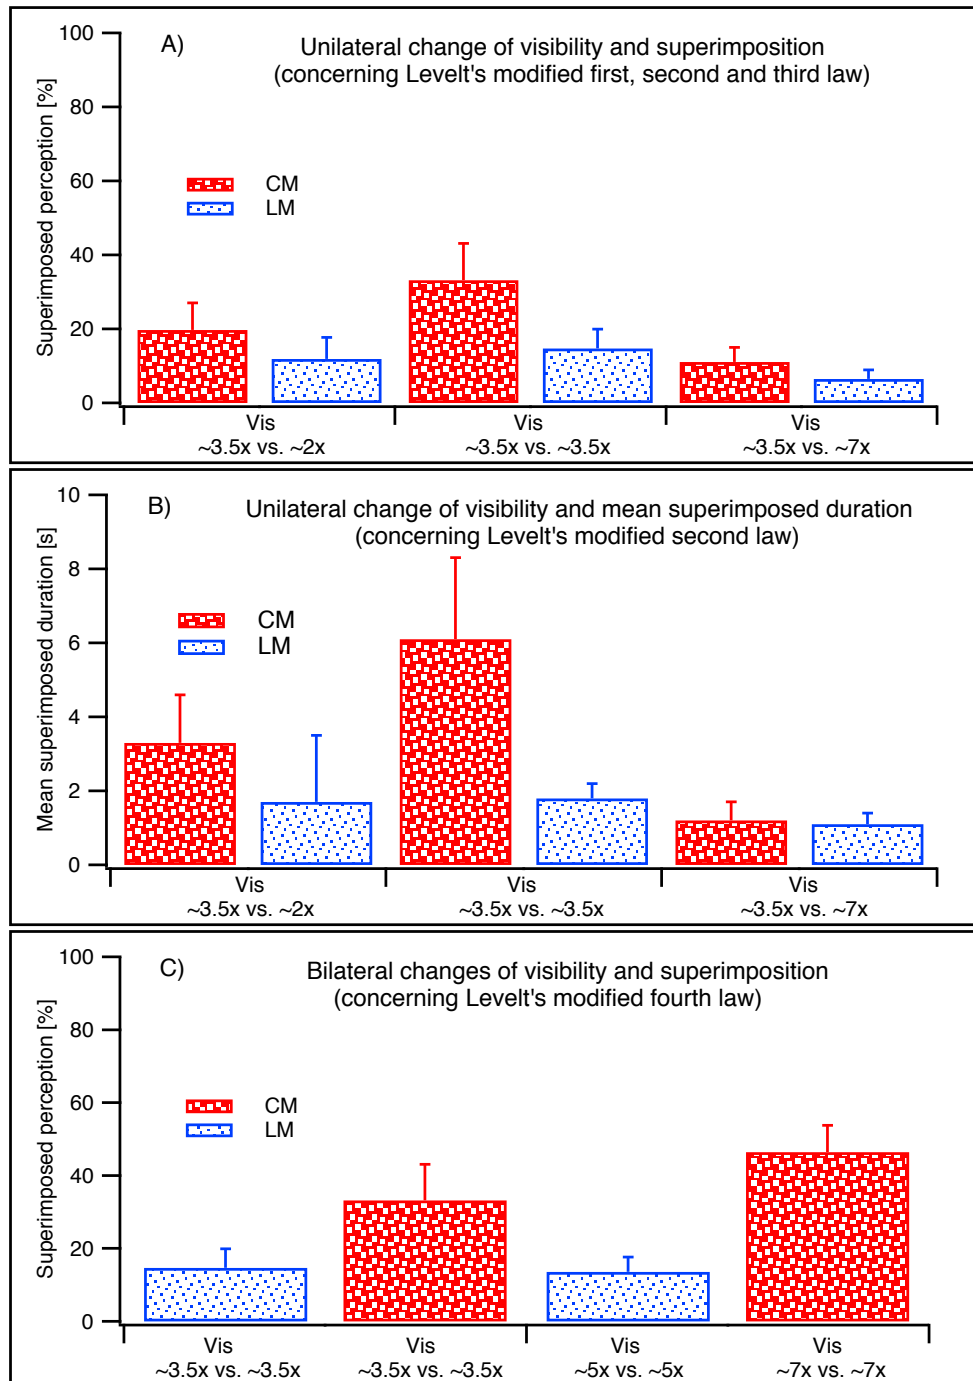 A)
Unilateral change of visibility and superimposition
(concerning Levelt's modified first, second and third law)
Superimposed perception [%]
100
80
60
40
20
0
CM
LM
Vis
~3.5x vs. ~2x
Vis
~3.5x vs. ~3.5x
Vis
~3.5x vs. ~7x
B)
Unilateral change of visibility and mean superimposed duration
(concerning Levelt's modified second law)
Mean superimposed duration [s]
10
8
6
4
2
0
CM
LM
Vis
~3.5x vs. ~2x
Vis
~3.5x vs. ~3.5x
Vis
~3.5x vs. ~7x
C)
Bilateral changes of visibility and superimposition
(concerning Levelt's modified fourth law)
Superimposed perception [%]
100
80
60
40
20
0
CM
LM
Vis
~3.5x vs. ~3.5x
Vis
~3.5x vs. ~3.5x
Vis
~5x vs. ~5x
Vis
~7x vs. ~7x